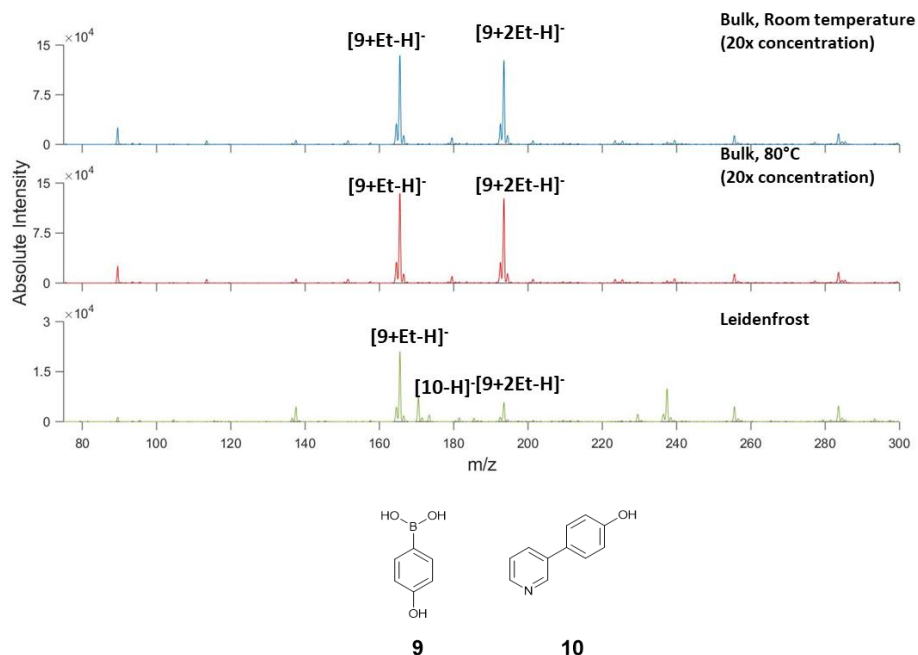 Bulk, Room temperature
(20x concentration)
×10⁴
[9+Et-H]⁻
[9+2Et-H]⁻
15
7.5
0
Bulk, 80°C
(20x concentration)
×10⁴
[9+Et-H]⁻
[9+2Et-H]⁻
15
7.5
0
Absolute Intensity
Leidenfrost
×10⁴
[9+Et-H]⁻
[10-H]⁻
[9+2Et-H]⁻
3
1.5
0
80 100 120 140 160 180 200 220 240 260 280 300
m/z
HO OH
B
OH
9
OH
N
10